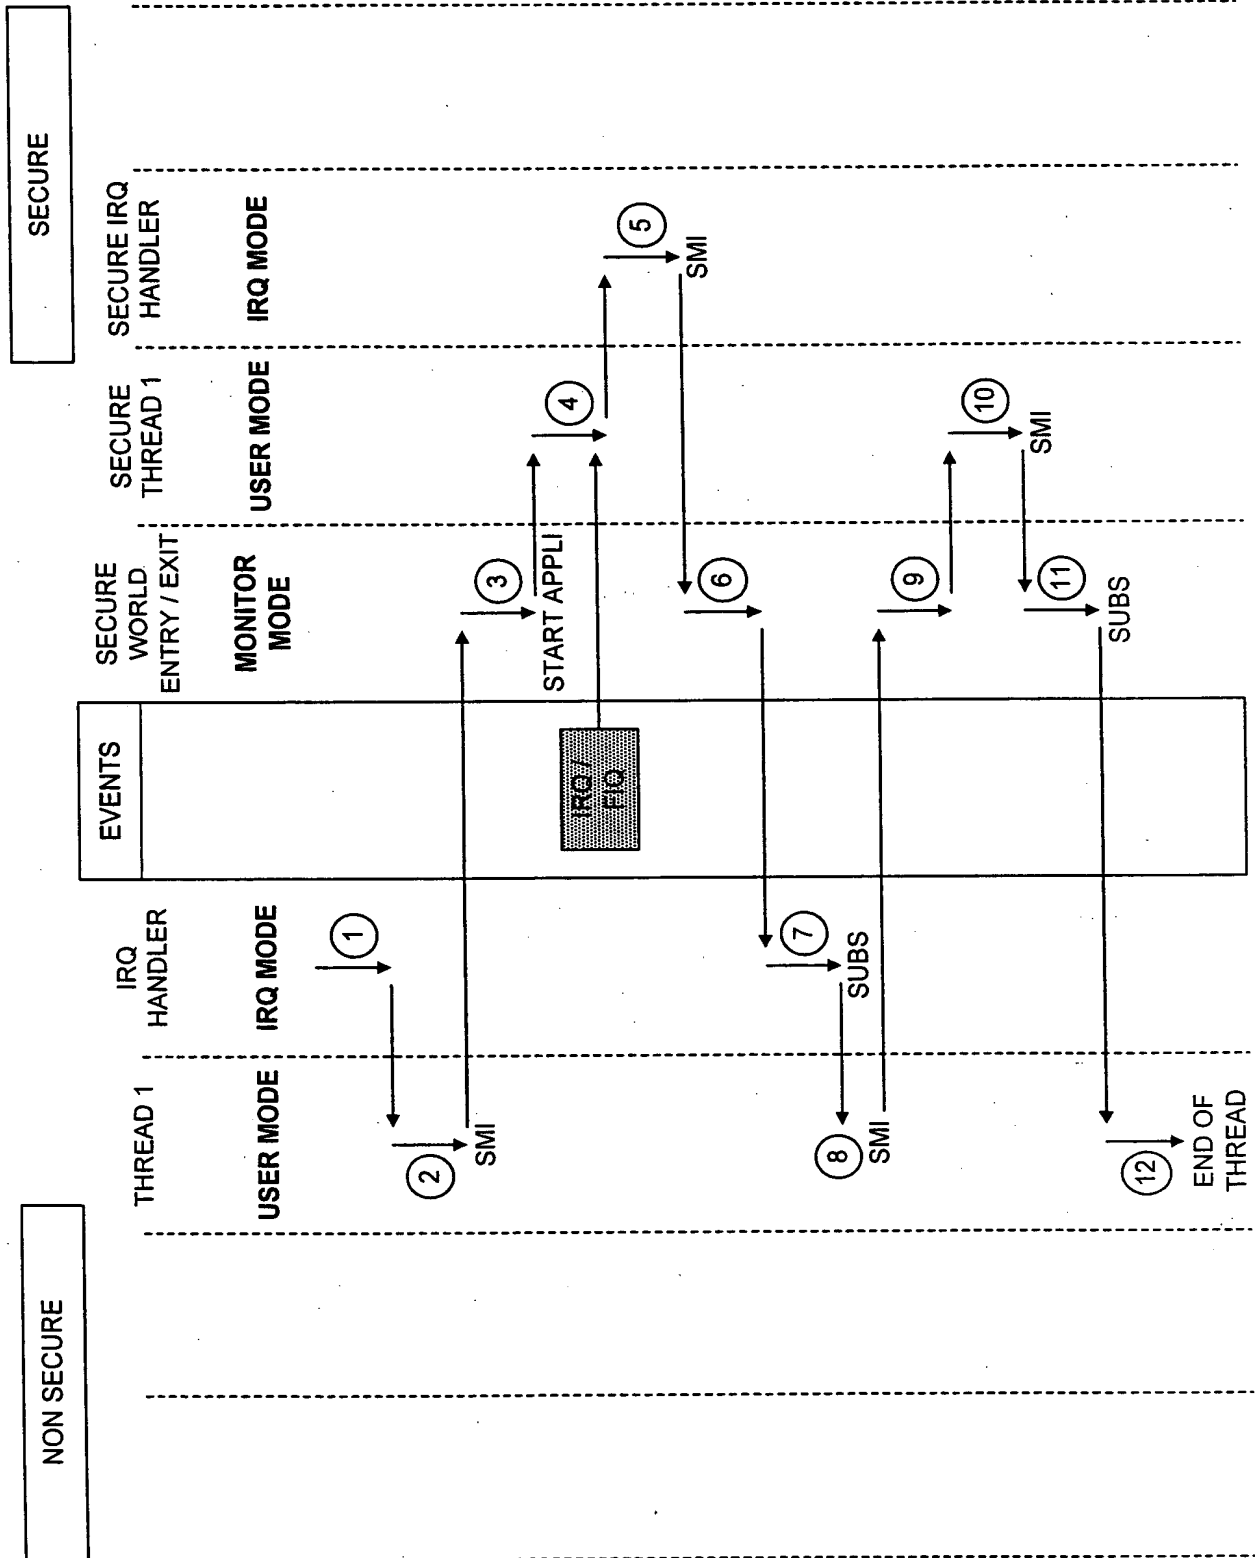 NON SECURE
SECURE
THREAD 1
USER MODE
IRQ
HANDLER
IRQ MODE
EVENTS
SECURE
WORLD
ENTRY / EXIT
MONITOR
MODE
SECURE
THREAD 1
USER MODE
SECURE IRQ
HANDLER
IRQ MODE
1
2
SMI
3
START APPLI
4
IRQ /
FIQ
5
SMI
6
7
SUBS
8
SMI
9
10
SMI
11
SUBS
12
END OF
THREAD